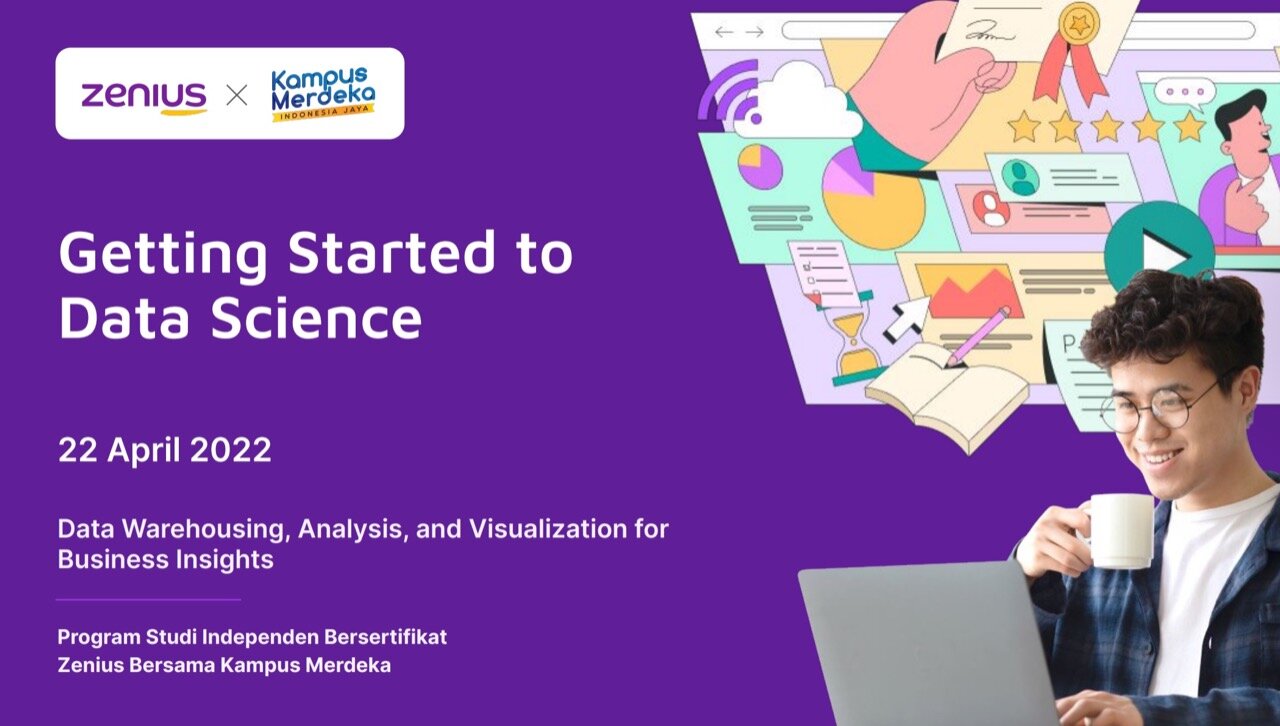 zenius × Kampus
Merdeka
INDONESIA JAYA
Getting Started to
Data Science
22 April 2022
Data Warehousing, Analysis, and Visualization for
Business Insights
Program Studi Independen Bersertifikat
Zenius Bersama Kampus Merdeka